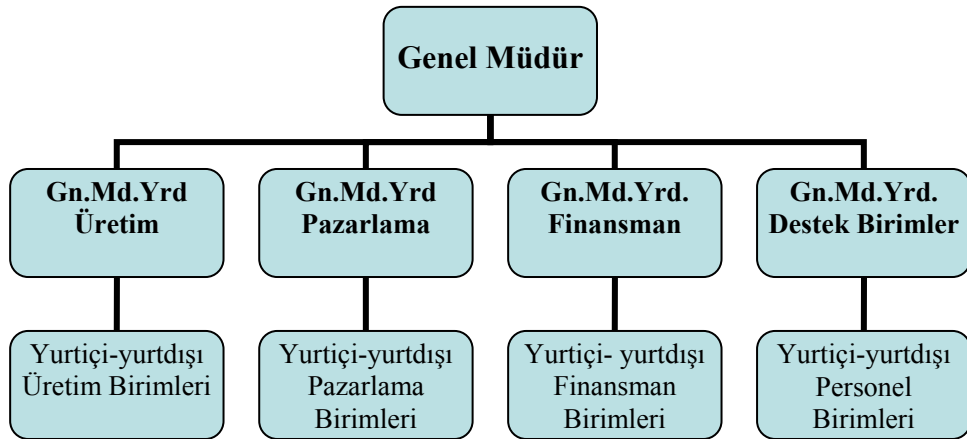 Genel Müdür
Gn.Md.Yrd
Üretim
Gn.Md.Yrd
Pazarlama
Gn.Md.Yrd.
Finansman
Gn.Md.Yrd.
Destek Birimler
Yurtiçi-yurtdışı
Üretim Birimleri
Yurtiçi-yurtdışı
Pazarlama
Birimleri
Yurtiçi- yurtdışı
Finansman
Birimleri
Yurtiçi-yurtdışı
Personel
Birimleri